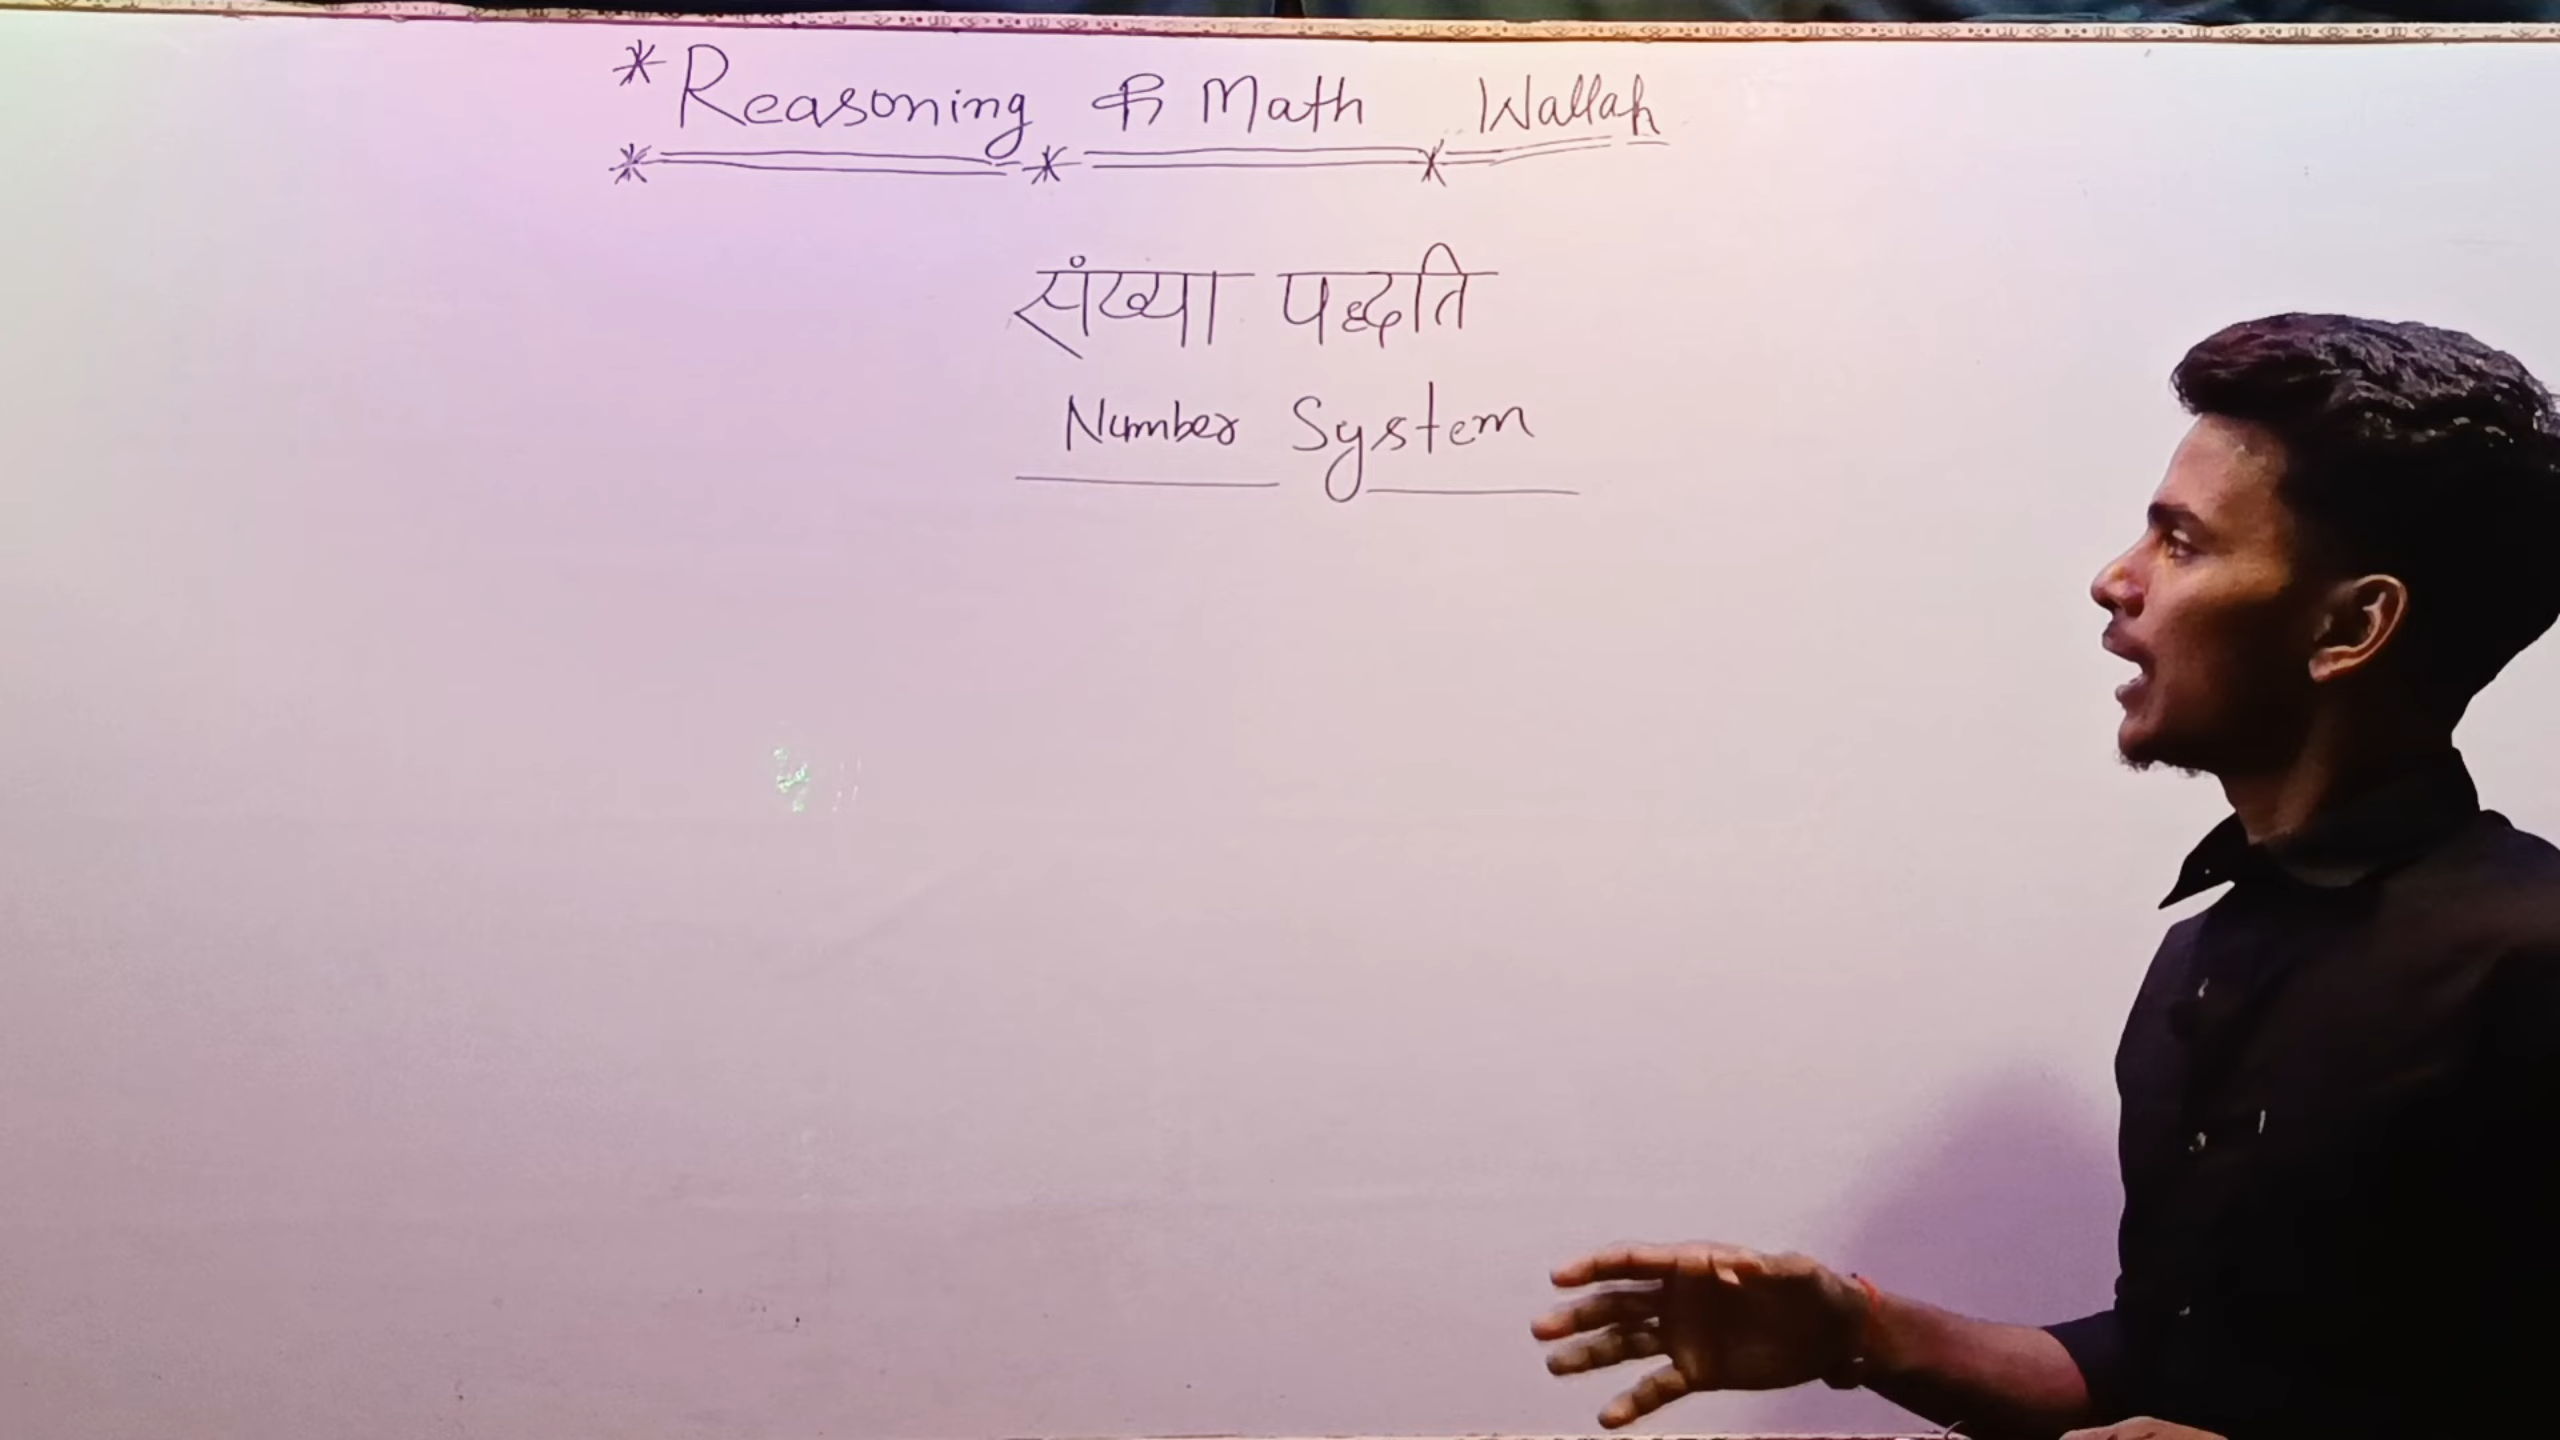 * Reasoning & Math Wallah
संख्या पद्धति
Number System